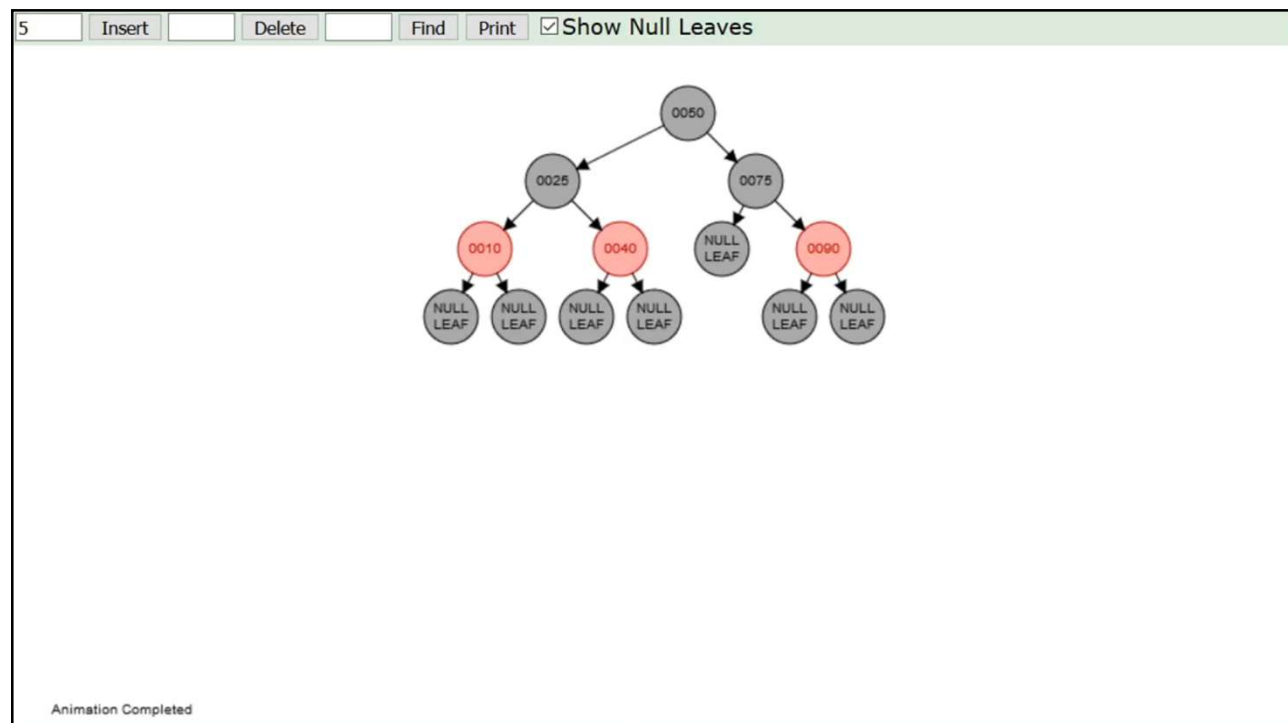 5 Insert Delete Find Print Show Null Leaves
0050
0025 0075
0010 0040 NULL 0090
LEAF
NULL NULL NULL NULL NULL NULL
LEAF LEAF LEAF LEAF LEAF LEAF
Animation Completed